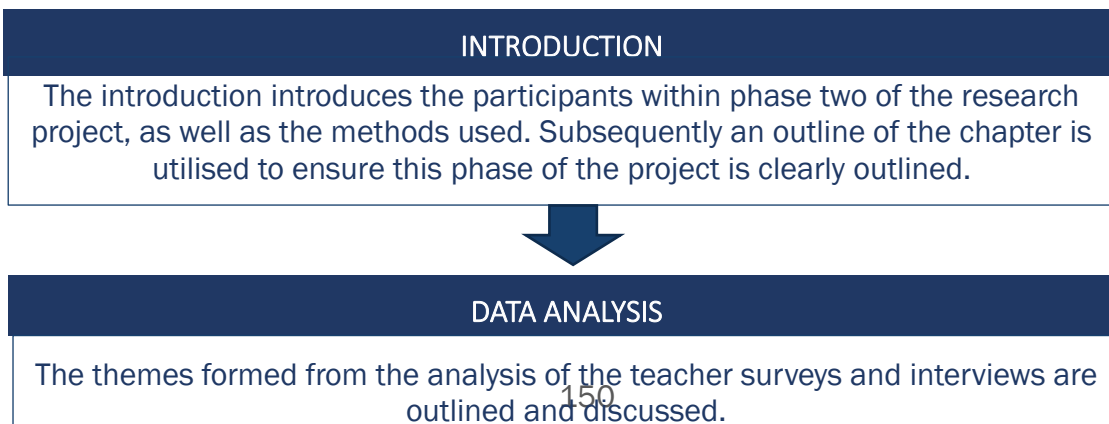 INTRODUCTION
The introduction introduces the participants within phase two of the research
project, as well as the methods used. Subsequently an outline of the chapter is
utilised to ensure this phase of the project is clearly outlined.
DATA ANALYSIS
The themes formed from the analysis of the teacher surveys and interviews are
150
outlined and discussed.